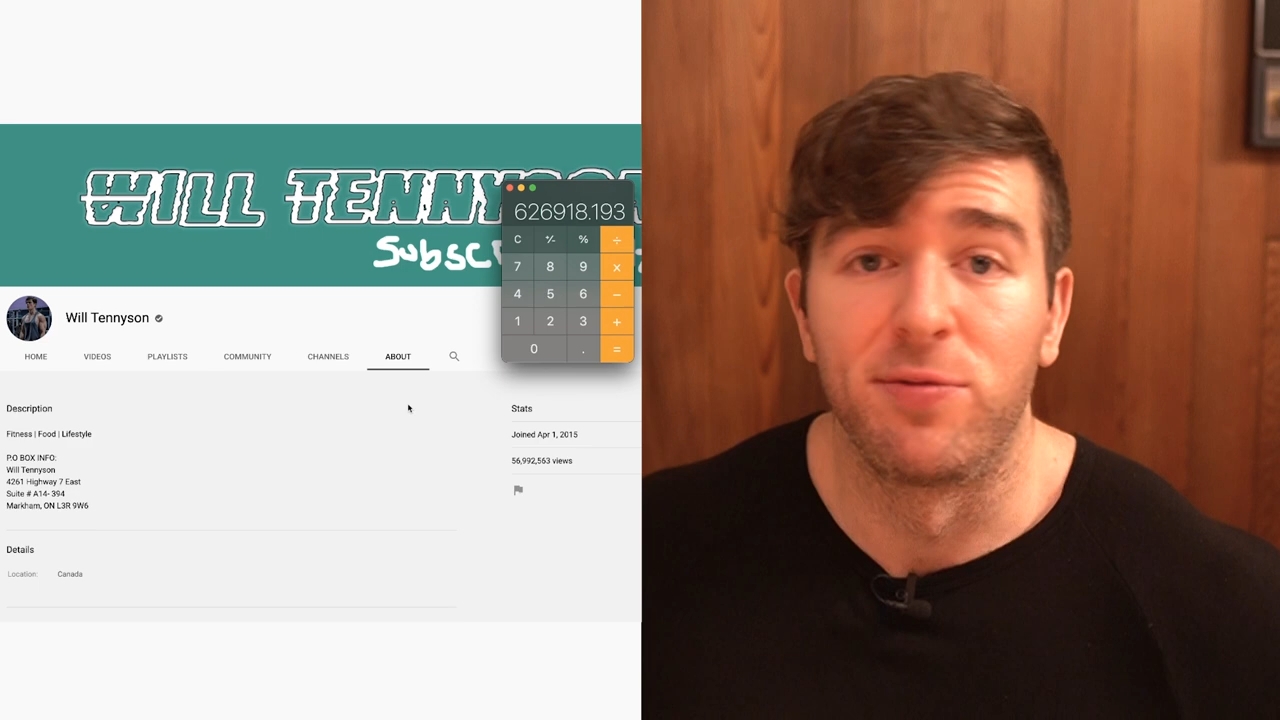 WILL TENNYSON
626918.193
C +/- % ÷
7 8 9 x
4 5 6 −
1 2 3 +
0 . =
Will Tennyson
HOME VIDEOS PLAYLISTS COMMUNITY CHANNELS ABOUT
Description
Fitness | Food | Lifestyle
P.O BOX INFO:
Will Tennyson
4261 Highway 7 East
Suite # A14- 394
Markham, ON L3R 9W6
Details
Location: Canada
Stats
Joined Apr 1, 2015
56,992,563 views